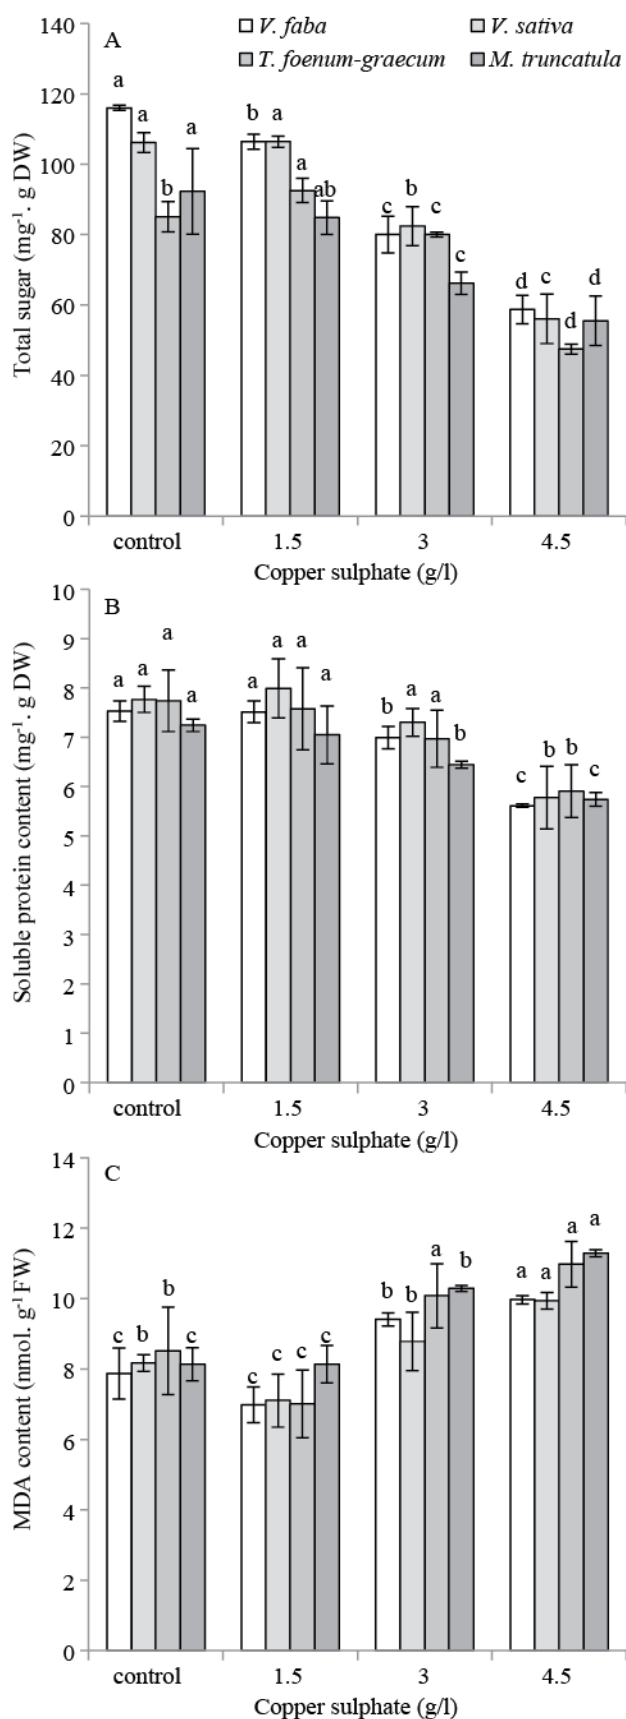 A
V. faba V. sativa
T. foenum-graecum M. truncatula
Total sugar (mg-1. g DW)
140
120
100
80
60
40
20
0
a a b a
b a a ab
c b c c
d c d d
control 1.5 3 4.5
Copper sulphate (g/l)
B
Soluble protein content (mg-1. g DW)
10
9
8
7
6
5
4
3
2
1
0
a a a a
a a a a
b a a b
c b b c
control 1.5 3 4.5
Copper sulphate (g/l)
C
MDA content (nmol. g-1 FW)
14
12
10
8
6
4
2
0
c b b c
c c c c
b b a b
a a a a
control 1.5 3 4.5
Copper sulphate (g/l)